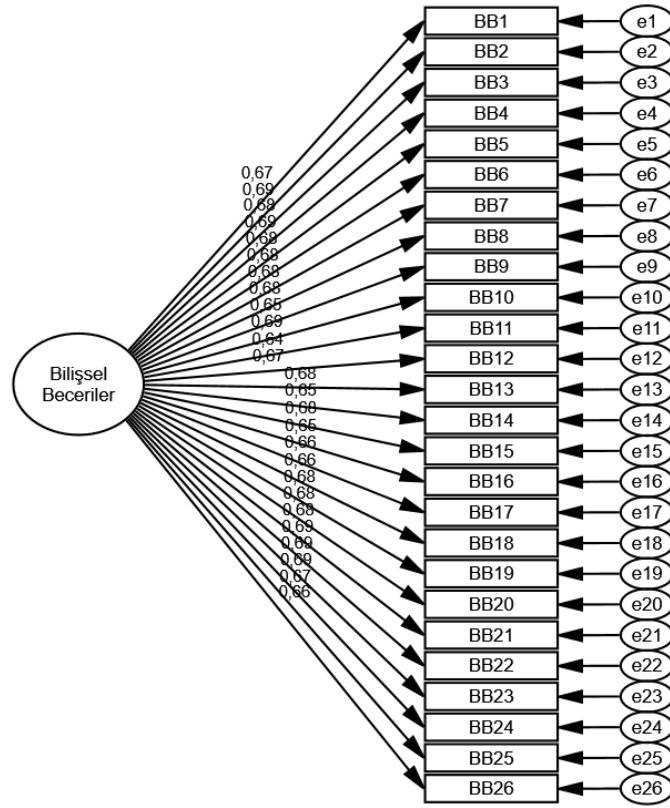 BB1 e1
BB2 e2
BB3 e3
BB4 e4
BB5 e5
BB6 e6
BB7 e7
BB8 e8
BB9 e9
BB10 e10
BB11 e11
BB12 e12
BB13 e13
BB14 e14
BB15 e15
BB16 e16
BB17 e17
BB18 e18
BB19 e19
BB20 e20
BB21 e21
BB22 e22
BB23 e23
BB24 e24
BB25 e25
BB26 e26
0,67
0,69
0,68
0,69
0,68
0,68
0,68
0,68
0,65
0,69
0,64
0,67
0,68
0,65
0,68
0,65
0,66
0,66
0,68
0,68
0,68
0,69
0,69
0,69
0,67
0,66
Bilişsel
Beceriler